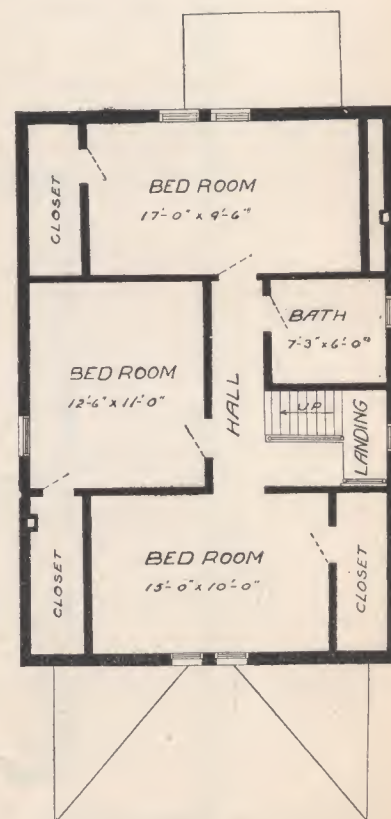 CLOSET
BED ROOM
17'-0" x 9'-6"
BATH
7'-3" x 6'-0"
BED ROOM
12'-6" x 11'-0"
HALL
UP
LANDING
BED ROOM
15'-0" x 10'-0"
CLOSET
CLOSET